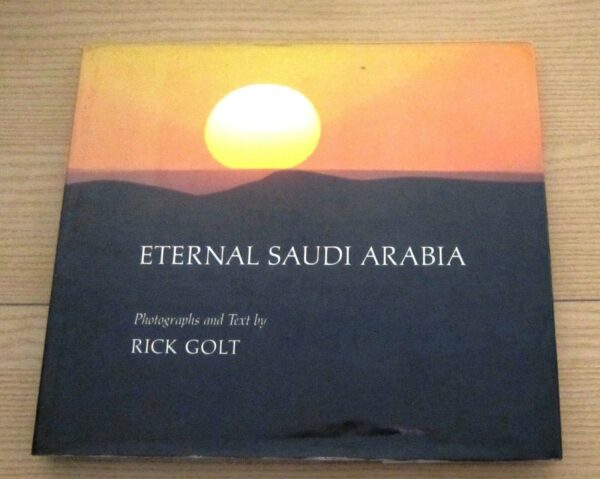 ETERNAL SAUDI ARABIA
Photographs and Text by
RICK GOLT